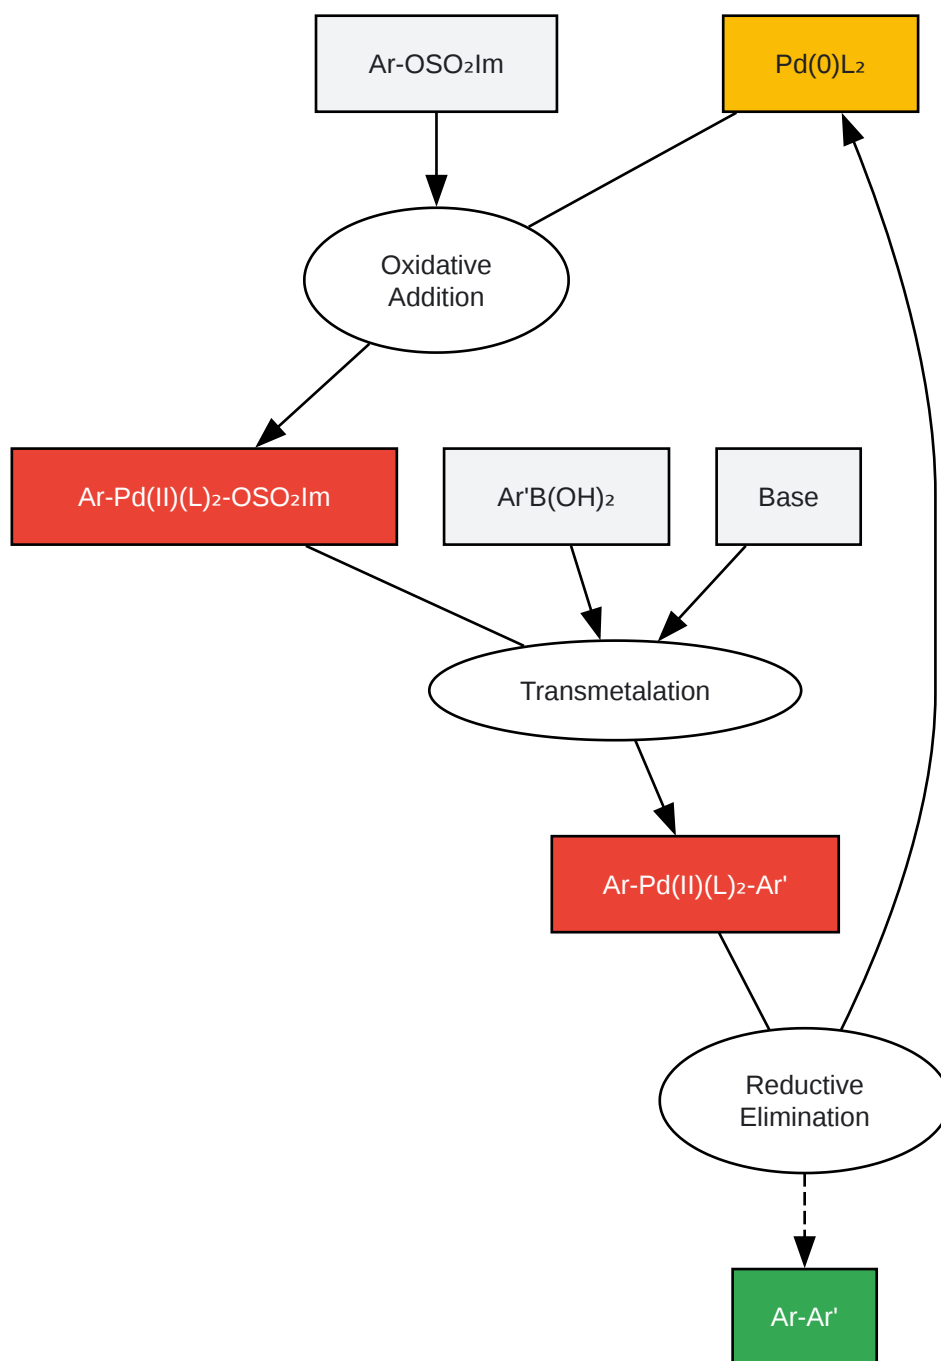 Ar-OSO₂Im
Pd(0)L₂
Oxidative
Addition
Ar-Pd(II)(L)₂-OSO₂Im
Ar'B(OH)₂
Base
Transmetalation
Ar-Pd(II)(L)₂-Ar'
Reductive
Elimination
Ar-Ar'